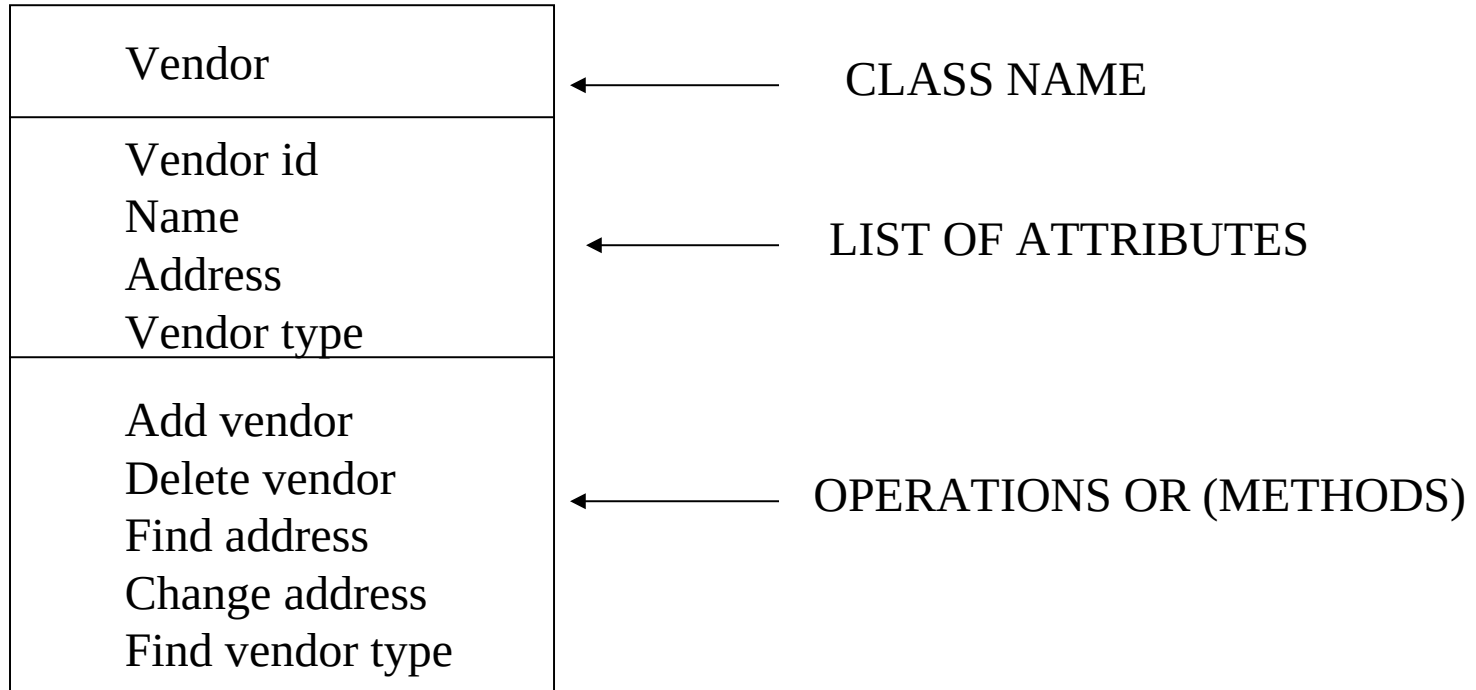 Vendor
CLASS NAME
Vendor id
Name
Address
Vendor type
LIST OF ATTRIBUTES
Add vendor
Delete vendor
Find address
Change address
Find vendor type
OPERATIONS OR (METHODS)